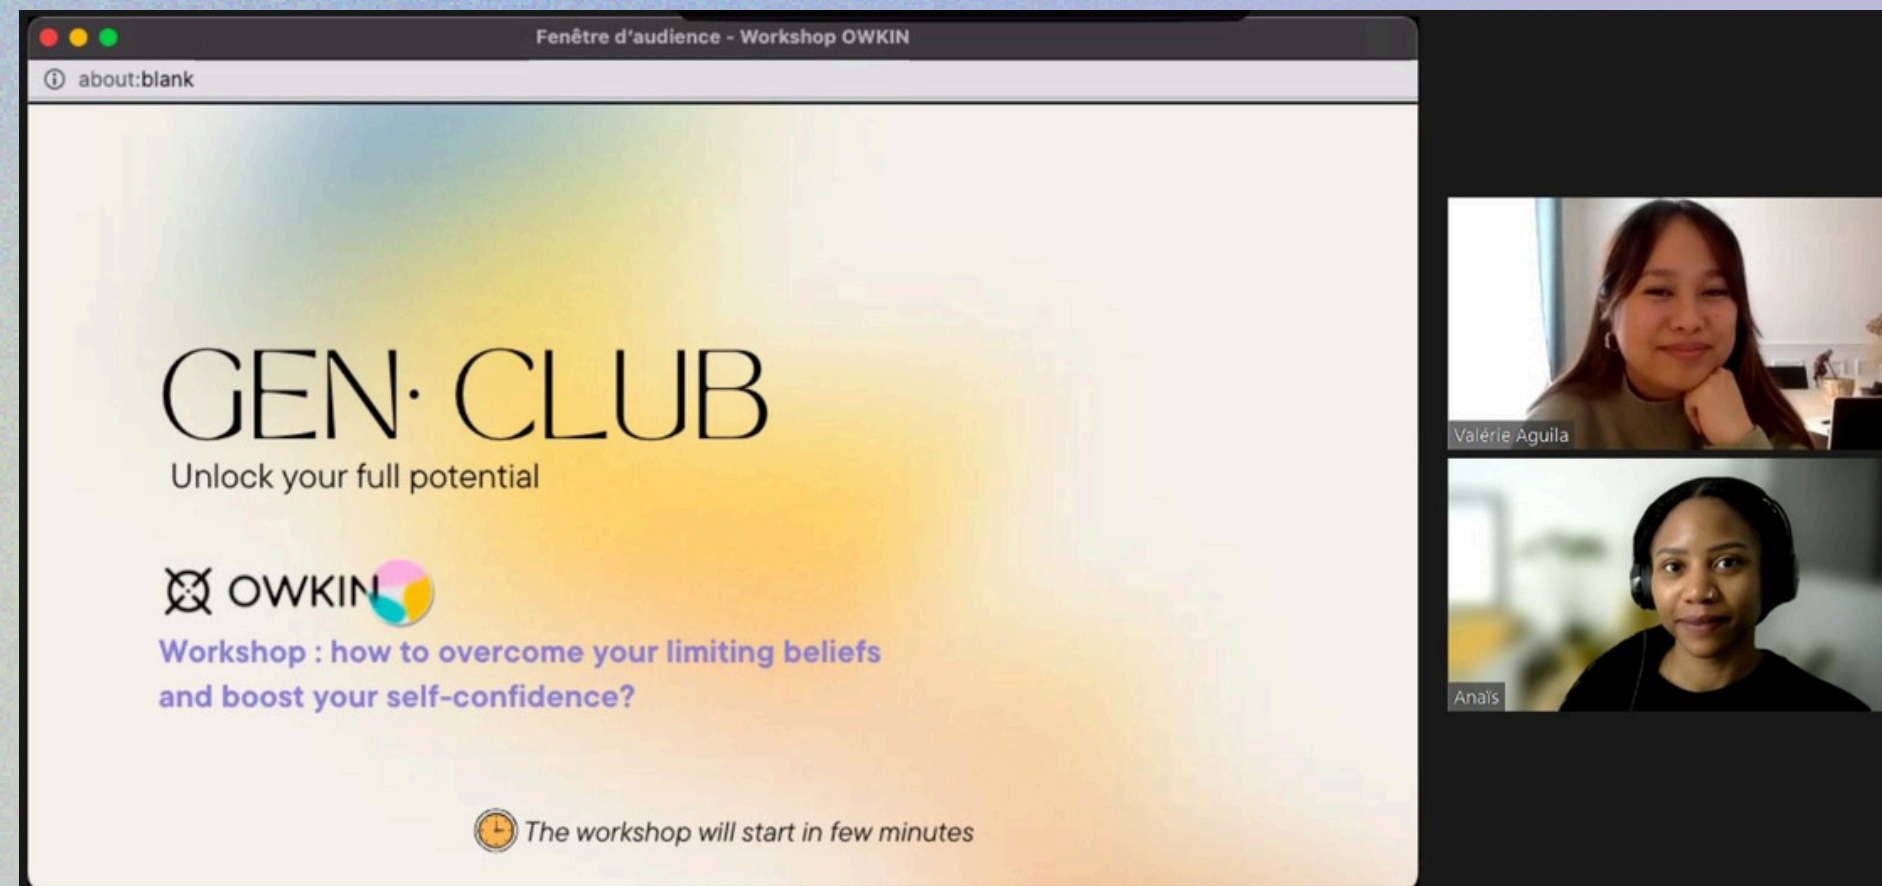 Fenêtre d'audience - Workshop OWKIN
about:blank
GEN· CLUB
Unlock your full potential
OWKIN
Workshop : how to overcome your limiting beliefs
and boost your self-confidence?
The workshop will start in few minutes
Valérie Aguila
Anaïs